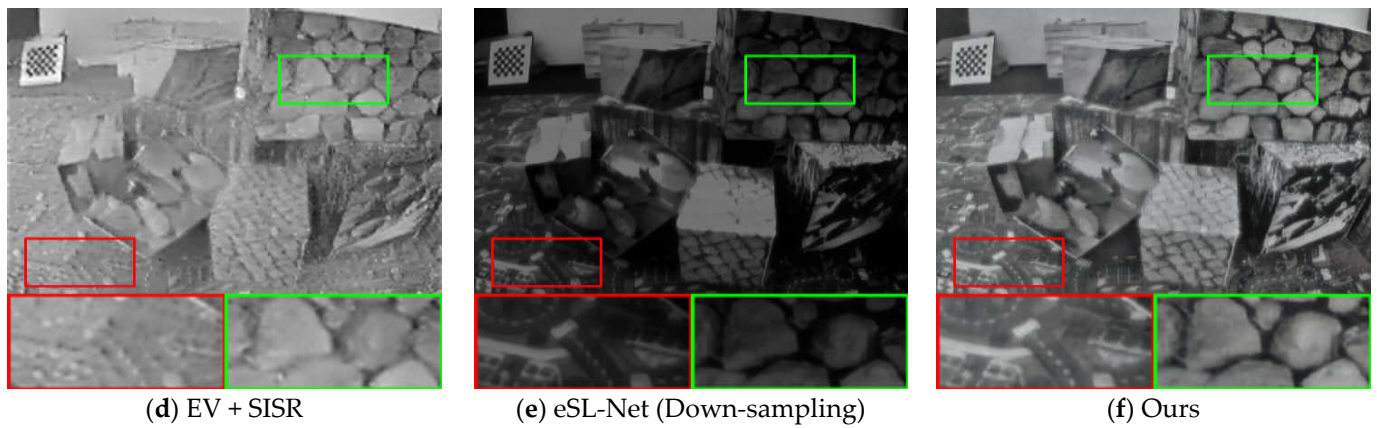 (d) EV + SISR
(e) eSL-Net (Down-sampling)
(f) Ours